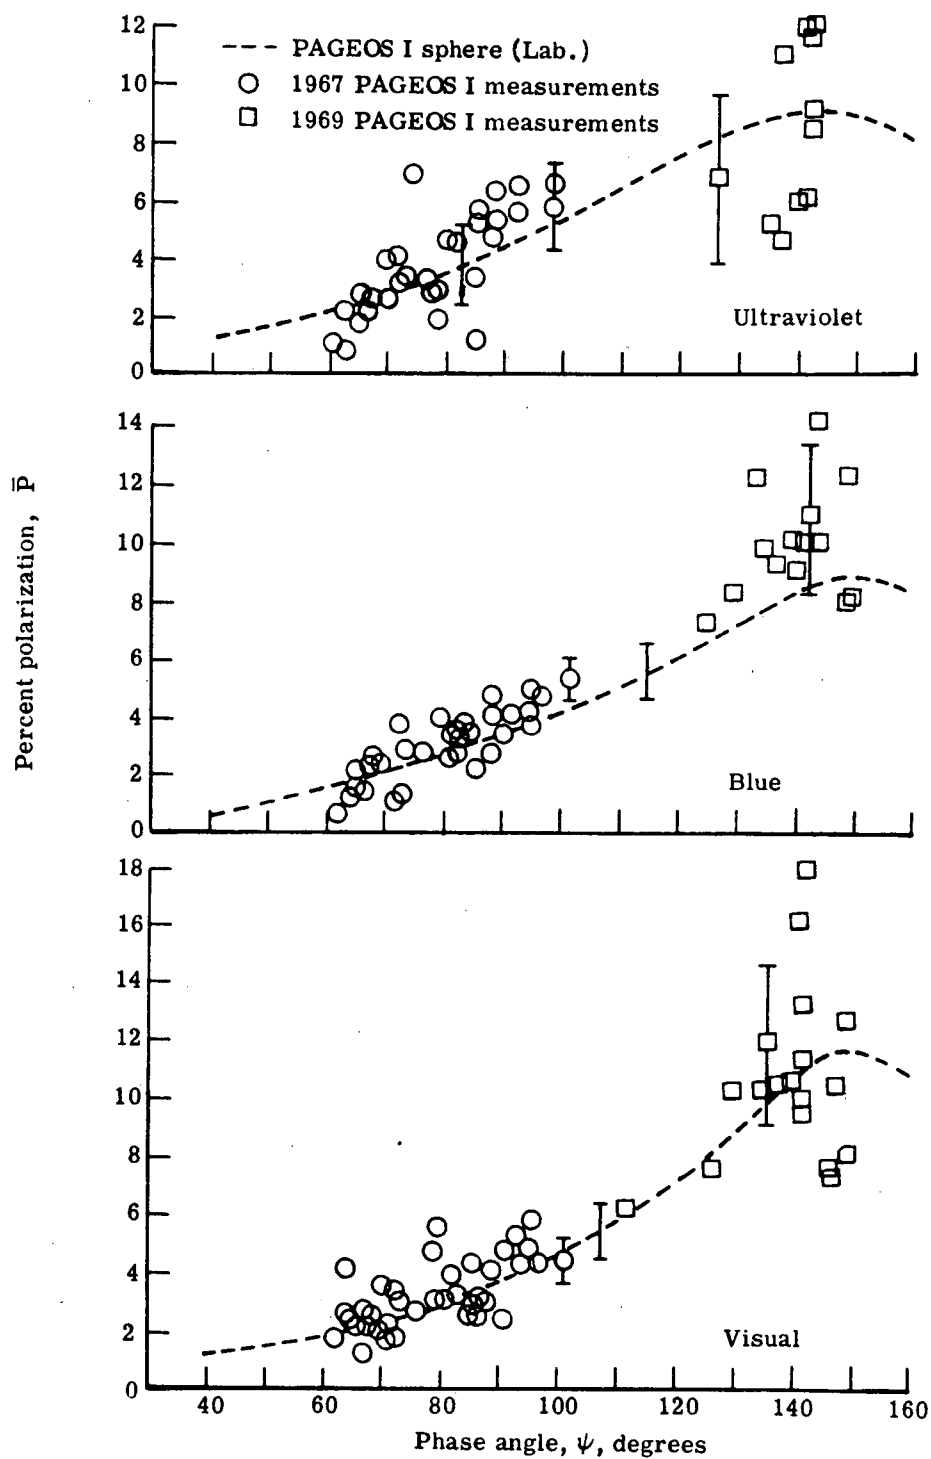 12
10
8
6
4
2
0
PAGEOS I sphere (Lab.)
1967 PAGEOS I measurements
1969 PAGEOS I measurements
Ultraviolet
14
12
10
8
6
4
2
0
Blue
Percent polarization, P̅
18
16
14
12
10
8
6
4
2
0
Visual
40 60 80 100 120 140 160
Phase angle, ψ, degrees